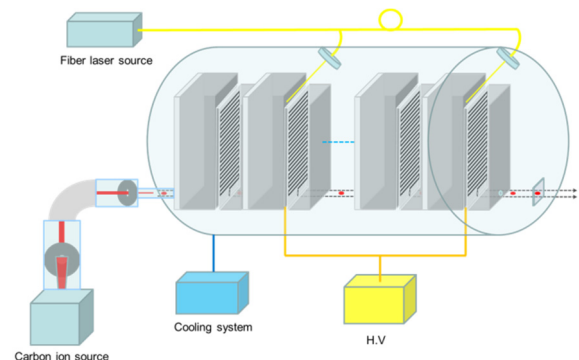 Fiber laser source
Cooling system
H.V
Carbon ion source